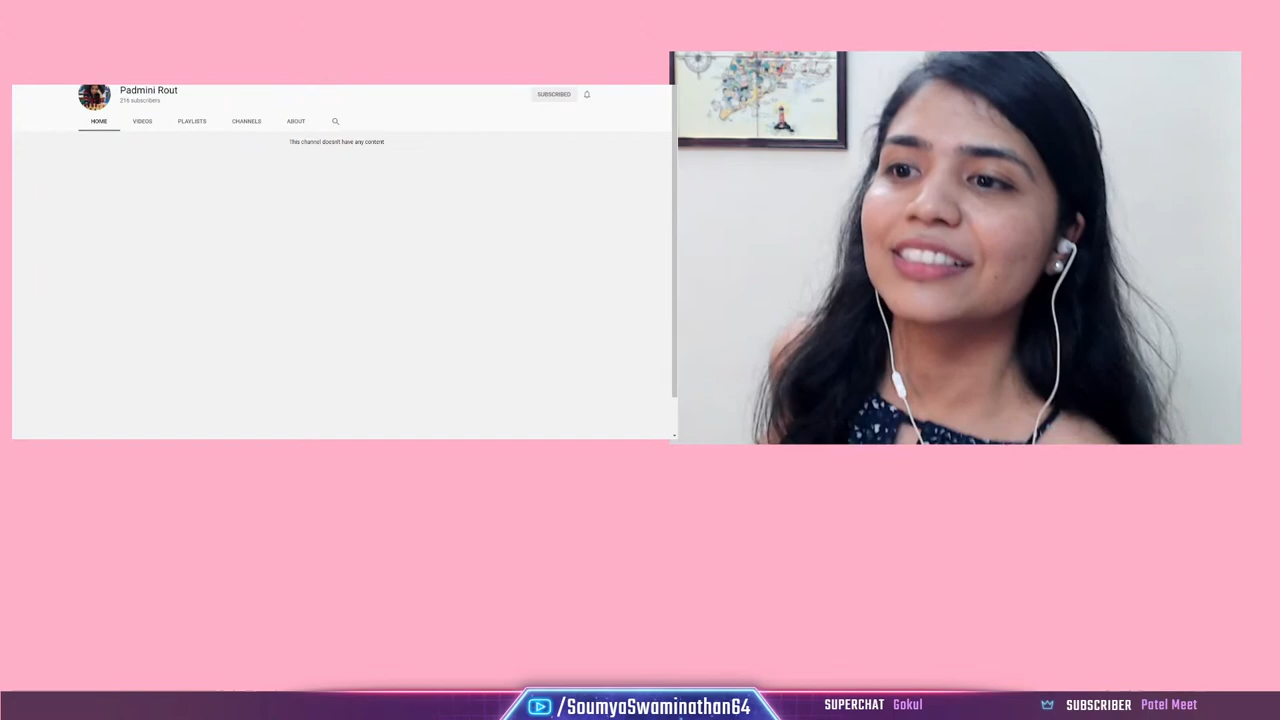 Padmini Rout
216 subscribers
SUBSCRIBED
HOME VIDEOS PLAYLISTS CHANNELS ABOUT
This channel doesn't have any content
/SoumyaSwaminathan64
SUPERCHAT Gokul
SUBSCRIBER Patel Meet